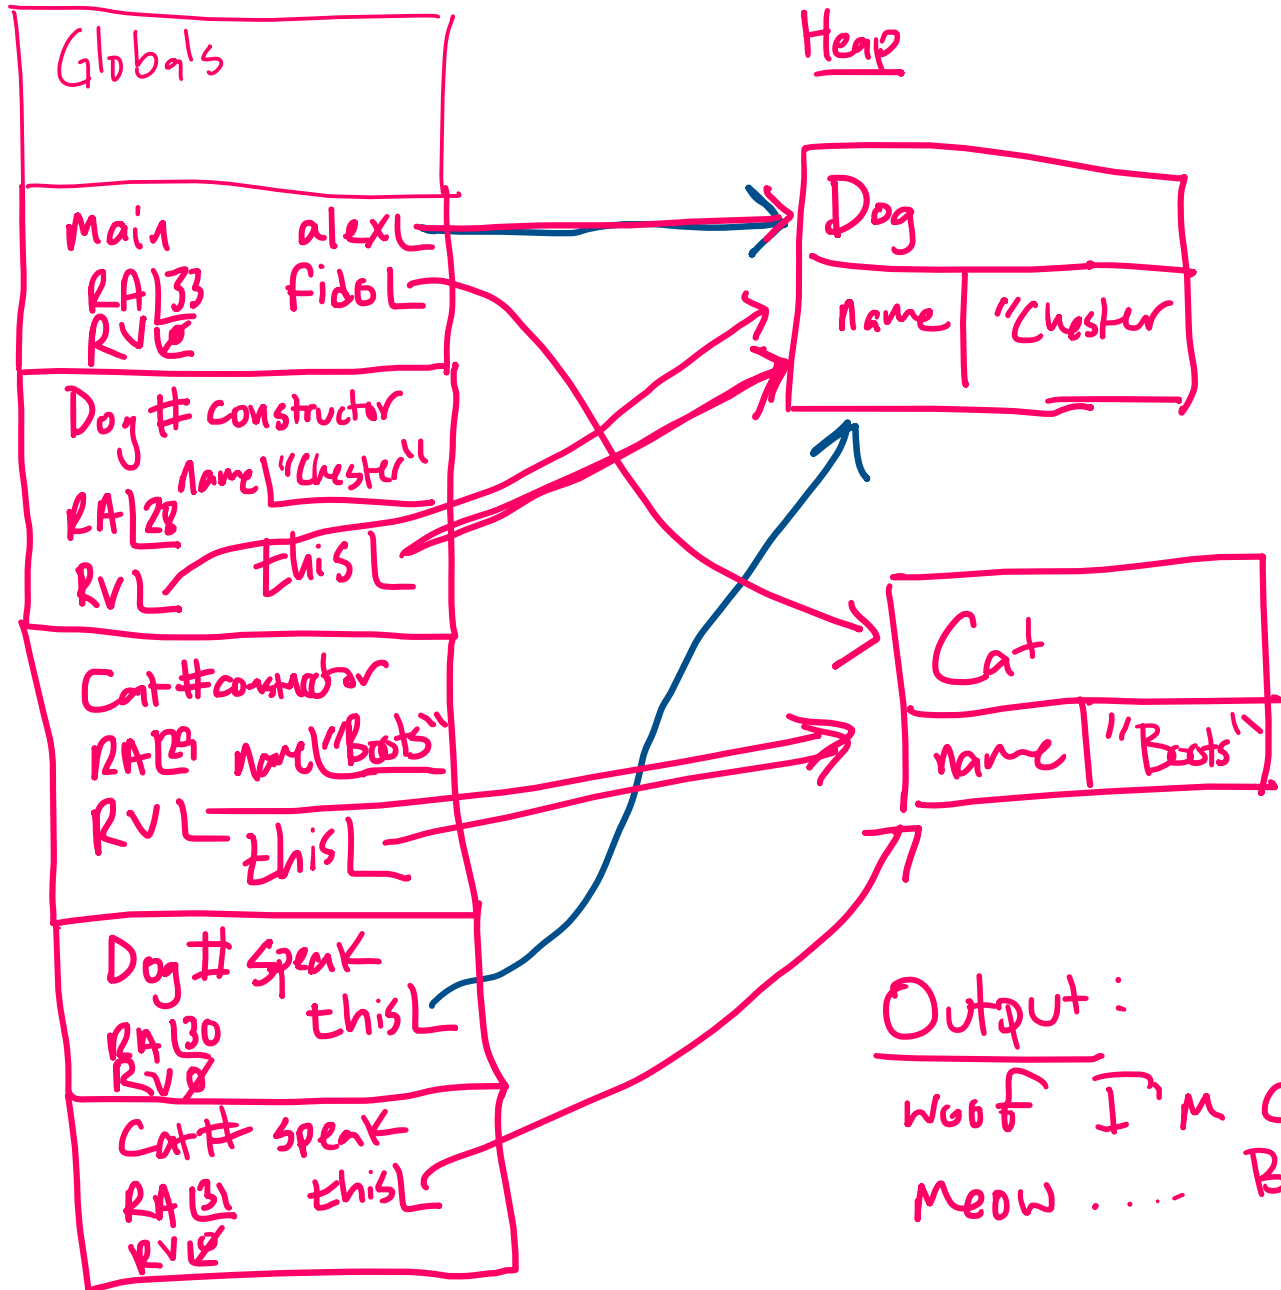 Globals
Main alex
RA 33 fido
RV Ø
Dog # constructor
name "Chester"
RA 28
RV this
Cat # constructor
RA 29 name "Boots"
RV this
Dog # speak
this
RA 30
RV Ø
Cat # speak
RA 31 this
RV Ø
Heap
Dog
name "Chester
Cat
name "Boots"
Output:
Woof I'm C
Meow ..... B